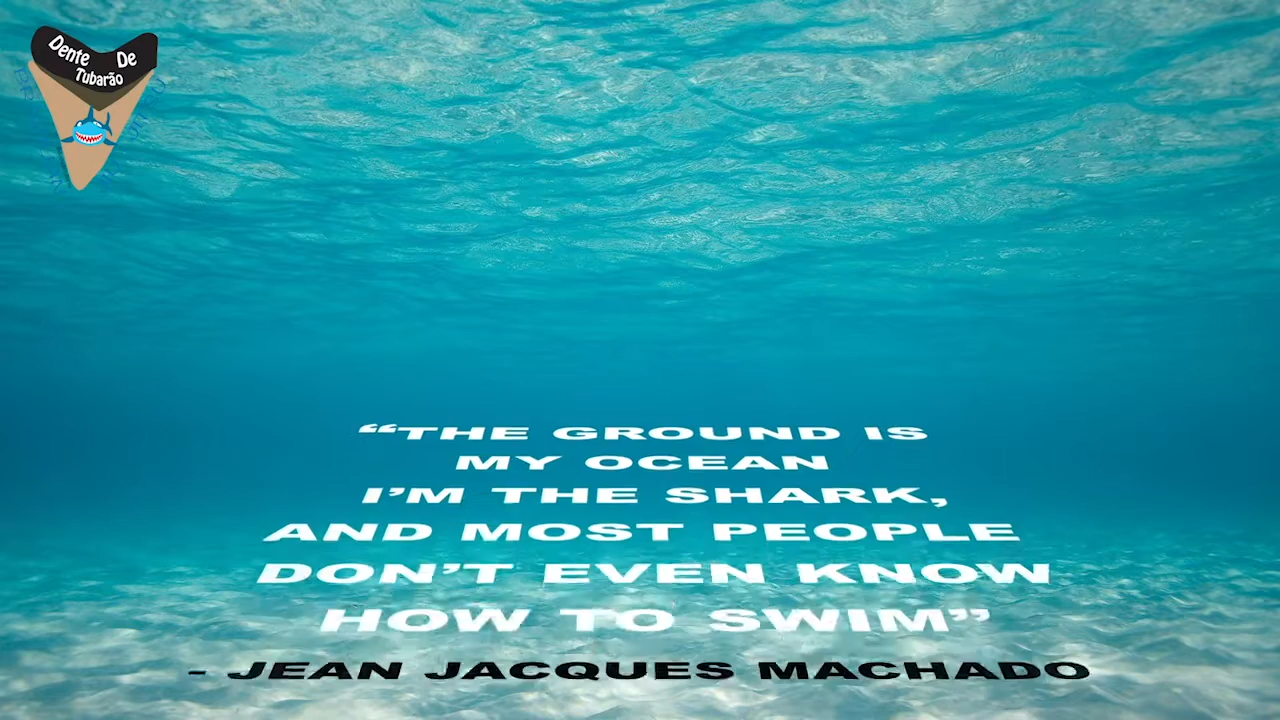 Dente De
Tubarão
“THE GROUND IS
MY OCEAN
I’M THE SHARK,
AND MOST PEOPLE
DON’T EVEN KNOW
HOW TO SWIM”
- JEAN JACQUES MACHADO